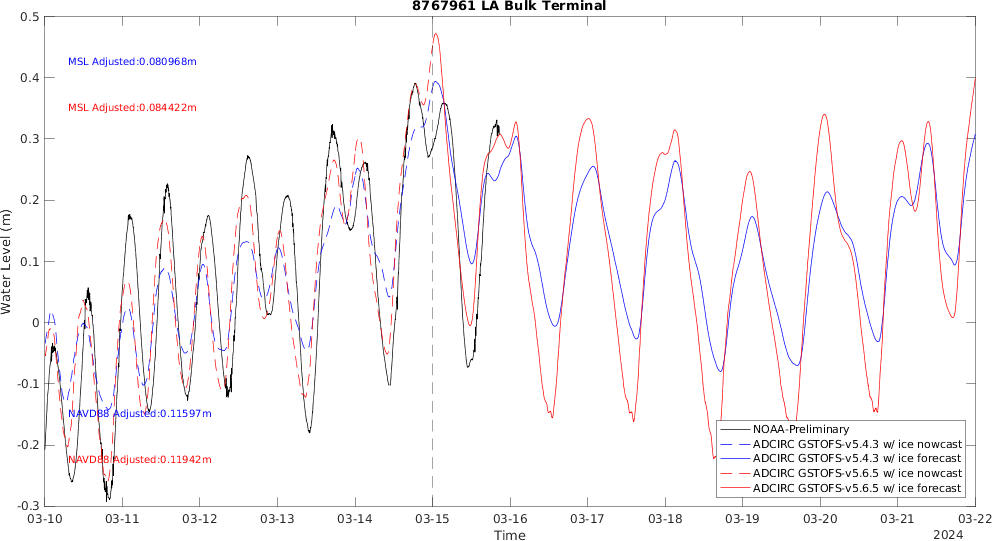 8767961 LA Bulk Terminal
0.5
0.4
0.3
0.2
0.1
0
-0.1
-0.2
-0.3
Water Level (m)
MSL Adjusted:0.080968m
MSL Adjusted:0.084422m
NAVD88 Adjusted:0.11597m
NAVD88 Adjusted:0.11942m
NOAA-Preliminary
ADCIRC GSTOFS-v5.4.3 w/ ice nowcast
ADCIRC GSTOFS-v5.4.3 w/ ice forecast
ADCIRC GSTOFS-v5.6.5 w/ ice nowcast
ADCIRC GSTOFS-v5.6.5 w/ ice forecast
03-10 03-11 03-12 03-13 03-14 03-15 03-16 03-17 03-18 03-19 03-20 03-21 03-22
Time
2024